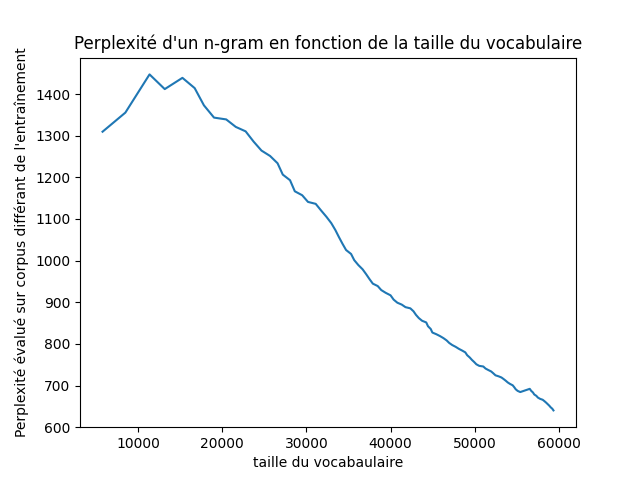 Perplexité d'un n-gram en fonction de la taille du vocabulaire
Perplexité évalué sur corpus différant de l'entraînement
1400
1300
1200
1100
1000
900
800
700
600
10000 20000 30000 40000 50000 60000
taille du vocabaulaire